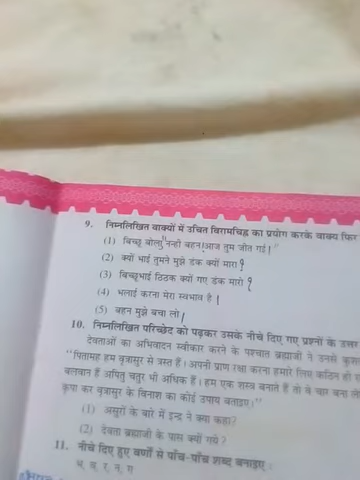 9. निम्नलिखित वाक्यों में उचित विरामचिह्न का प्रयोग करके वाक्य फिर
(1) बिच्छू बोला "नन्ही बहन! आज तुम जीत गई।"
(2) क्यों भाई तुमने मुझे डंक क्यों मारा?
(3) बिच्छूभाई ठिठक क्यों गए डंक मारो?
(4) भलाई करना मेरा स्वभाव है।
(5) बहन मुझे बचा लो।
10. निम्नलिखित परिच्छेद को पढ़कर उसके नीचे दिए गए प्रश्नों के उत्तर
देवताओं का अभिवादन स्वीकार करने के पश्चात ब्रह्माजी ने उनसे कुशल
"पितामह हम वृत्रासुर से त्रस्त हैं। अपनी प्राण रक्षा करना हमारे लिए कठिन हो
बलवान हैं अपितु चतुर भी अधिक हैं। हम एक शस्त्र बनाते हैं तो वे चार बना
कृपा कर वृत्रासुर के विनाश का कोई उपाय बताइए।"
(1) असुरों के बारे में इन्द्र ने क्या कहा?
(2) देवता ब्रह्माजी के पास क्यों गये?
11. नीचे दिए हुए वर्णों से पाँच-पाँच शब्द बनाइए :